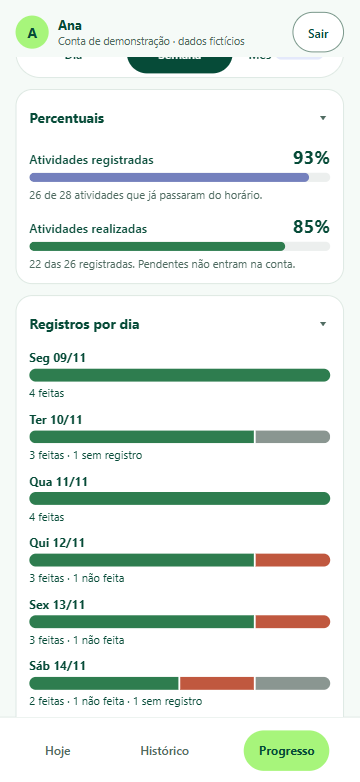 A
Ana
Conta de demonstração · dados fictícios
Sair
Dia
Semana
Mês
Percentuais
Atividades registradas
93%
26 de 28 atividades que já passaram do horário.
Atividades realizadas
85%
22 das 26 registradas. Pendentes não entram na conta.
Registros por dia
Seg 09/11
4 feitas
Ter 10/11
3 feitas · 1 sem registro
Qua 11/11
4 feitas
Qui 12/11
3 feitas · 1 não feita
Sex 13/11
3 feitas · 1 não feita
Sáb 14/11
2 feitas · 1 não feita · 1 sem registro
Hoje
Histórico
Progresso